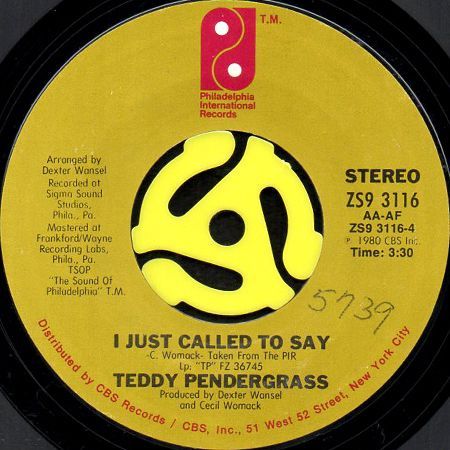 T.M.
Philadelphia
International
Records
Arranged by
Dexter Wansel
Recorded at
Sigma Sound
Studios,
Phila., Pa.
Mastered at
Frankford/Wayne
Recording Labs,
Phila., Pa.
TSOP
"The Sound Of
Philadelphia" T.M.
STEREO
ZS9 3116
AA-AF
ZS9 3116-4
℗ 1980 CBS Inc.
Time: 3:30
5739
I JUST CALLED TO SAY
-C. Womack- Taken From The PIR
Lp: "TP" FZ 36745
TEDDY PENDERGRASS
Produced by Dexter Wansel
and Cecil Womack
Distributed by CBS Records / CBS, Inc., 51 West 52 Street, New York City